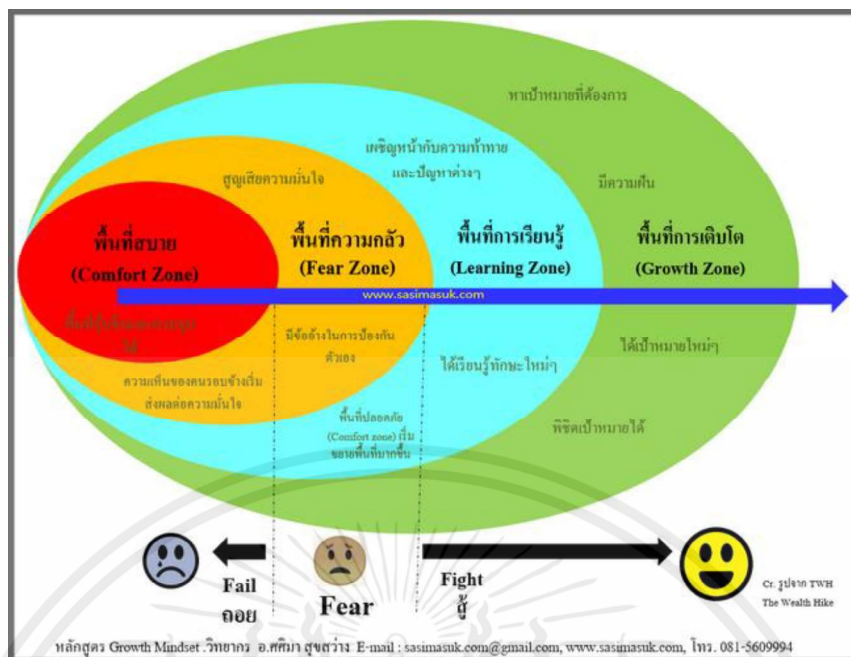 หาเป้าหมายที่ต้องการ
เผชิญหน้ากับความท้าทาย
และปัญหาต่างๆ
สูญเสียความมั่นใจ
มีความฝัน
พื้นที่สบาย
(Comfort Zone)
พื้นที่ความกลัว
(Fear Zone)
พื้นที่การเรียนรู้
(Learning Zone)
พื้นที่การเติบโต
(Growth Zone)
www.sasimasuk.com
ได้
มีข้ออ้างในการป้องกัน
ตัวเอง
ความเห็นของคนรอบข้างเริ่ม
ส่งผลต่อความมั่นใจ
ได้เรียนรู้ทักษะใหม่ๆ
ได้เป้าหมายใหม่ๆ
พื้นที่ปลอดภัย
(Comfort zone) เริ่ม
ขยายพื้นที่มากขึ้น
พิชิตเป้าหมายได้
Fail
ถอย
Fear
Fight
สู้
Cr. รูปจาก TWH
The Wealth Hike
หลักสูตร Growth Mindset .วิทยากร อ.ศศิมา สุขสว่าง E-mail : sasimasuk.com@gmail.com, www.sasimasuk.com, โทร. 081-5609994